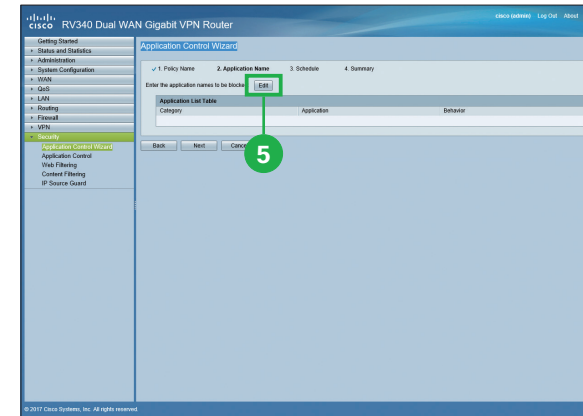 cisco RV340 Dual WAN Gigabit VPN Router
cisco (admin) Log Out About
Getting Started
Status and Statistics
Administration
System Configuration
WAN
QoS
LAN
Routing
Firewall
VPN
Security
Application Control Wizard
Application Control
Web Filtering
Content Filtering
IP Source Guard
Application Control Wizard
✓ 1. Policy Name 2. Application Name 3. Schedule 4. Summary
Enter the application names to be blocked Edit
Application List Table
Category Application Behavior
Back Next Cancel
5
© 2017 Cisco Systems, Inc. All rights reserved.